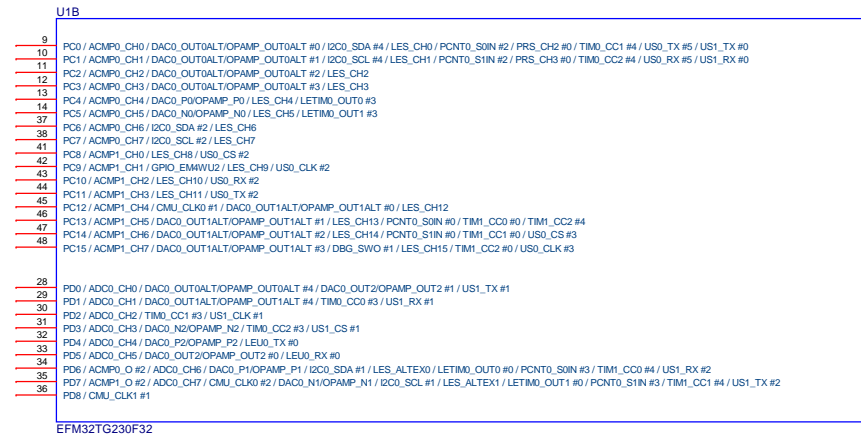 U1B
9 PC0 / ACMP0_CH0 / DAC0_OUT0ALT/OPAMP_OUT0ALT #0 / I2C0_SDA #4 / LES_CH0 / PCNT0_S0IN #2 / PRS_CH2 #0 / TIM0_CC1 #4 / US0_TX #5 / US1_TX #0
10 PC1 / ACMP0_CH1 / DAC0_OUT0ALT/OPAMP_OUT0ALT #1 / I2C0_SCL #4 / LES_CH1 / PCNT0_S1IN #2 / PRS_CH3 #0 / TIM0_CC2 #4 / US0_RX #5 / US1_RX #0
11 PC2 / ACMP0_CH2 / DAC0_OUT0ALT/OPAMP_OUT0ALT #2 / LES_CH2
12 PC3 / ACMP0_CH3 / DAC0_OUT0ALT/OPAMP_OUT0ALT #3 / LES_CH3
13 PC4 / ACMP0_CH4 / DAC0_P0/OPAMP_P0 / LES_CH4 / LETIM0_OUT0 #3
14 PC5 / ACMP0_CH5 / DAC0_N0/OPAMP_N0 / LES_CH5 / LETIM0_OUT1 #3
37 PC6 / ACMP0_CH6 / I2C0_SDA #2 / LES_CH6
38 PC7 / ACMP0_CH7 / I2C0_SCL #2 / LES_CH7
41 PC8 / ACMP1_CH0 / LES_CH8 / US0_CS #2
42 PC9 / ACMP1_CH1 / GPIO_EM4WU2 / LES_CH9 / US0_CLK #2
43 PC10 / ACMP1_CH2 / LES_CH10 / US0_RX #2
44 PC11 / ACMP1_CH3 / LES_CH11 / US0_TX #2
45 PC12 / ACMP1_CH4 / CMU_CLK0 #1 / DAC0_OUT1ALT/OPAMP_OUT1ALT #0 / LES_CH12
46 PC13 / ACMP1_CH5 / DAC0_OUT1ALT/OPAMP_OUT1ALT #1 / LES_CH13 / PCNT0_S0IN #0 / TIM1_CC0 #0 / TIM1_CC2 #4
47 PC14 / ACMP1_CH6 / DAC0_OUT1ALT/OPAMP_OUT1ALT #2 / LES_CH14 / PCNT0_S1IN #0 / TIM1_CC1 #0 / US0_CS #3
48 PC15 / ACMP1_CH7 / DAC0_OUT1ALT/OPAMP_OUT1ALT #3 / DBG_SWO #1 / LES_CH15 / TIM1_CC2 #0 / US0_CLK #3
28 PD0 / ADC0_CH0 / DAC0_OUT0ALT/OPAMP_OUT0ALT #4 / DAC0_OUT2/OPAMP_OUT2 #1 / US1_TX #1
29 PD1 / ADC0_CH1 / DAC0_OUT1ALT/OPAMP_OUT1ALT #4 / TIM0_CC0 #3 / US1_RX #1
30 PD2 / ADC0_CH2 / TIM0_CC1 #3 / US1_CLK #1
31 PD3 / ADC0_CH3 / DAC0_N2/OPAMP_N2 / TIM0_CC2 #3 / US1_CS #1
32 PD4 / ADC0_CH4 / DAC0_P2/OPAMP_P2 / LEU0_TX #0
33 PD5 / ADC0_CH5 / DAC0_OUT2/OPAMP_OUT2 #0 / LEU0_RX #0
34 PD6 / ACMP0_O #2 / ADC0_CH6 / DAC0_P1/OPAMP_P1 / I2C0_SDA #1 / LES_ALTEX0 / LETIM0_OUT0 #0 / PCNT0_S0IN #3 / TIM1_CC0 #4 / US1_RX #2
35 PD7 / ACMP1_O #2 / ADC0_CH7 / CMU_CLK0 #2 / DAC0_N1/OPAMP_N1 / I2C0_SCL #1 / LES_ALTEX1 / LETIM0_OUT1 #0 / PCNT0_S1IN #3 / TIM1_CC1 #4 / US1_TX #2
36 PD8 / CMU_CLK1 #1
EFM32TG230F32